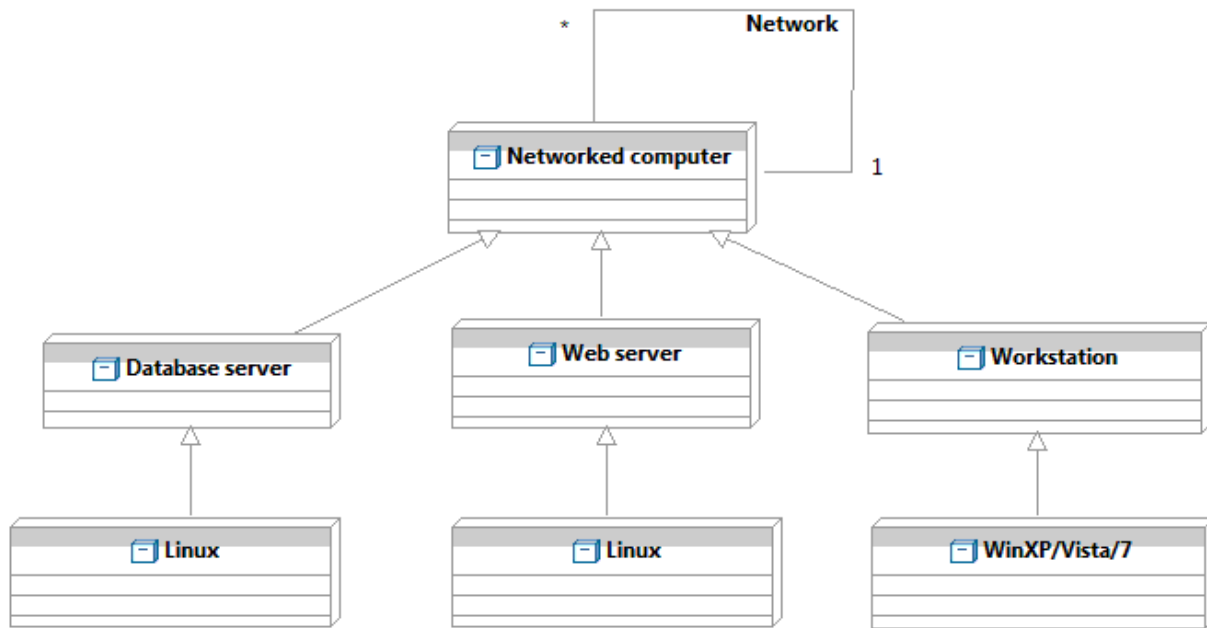 *
Network
Networked computer
1
Database server
Web server
Workstation
Linux
Linux
WinXP/Vista/7